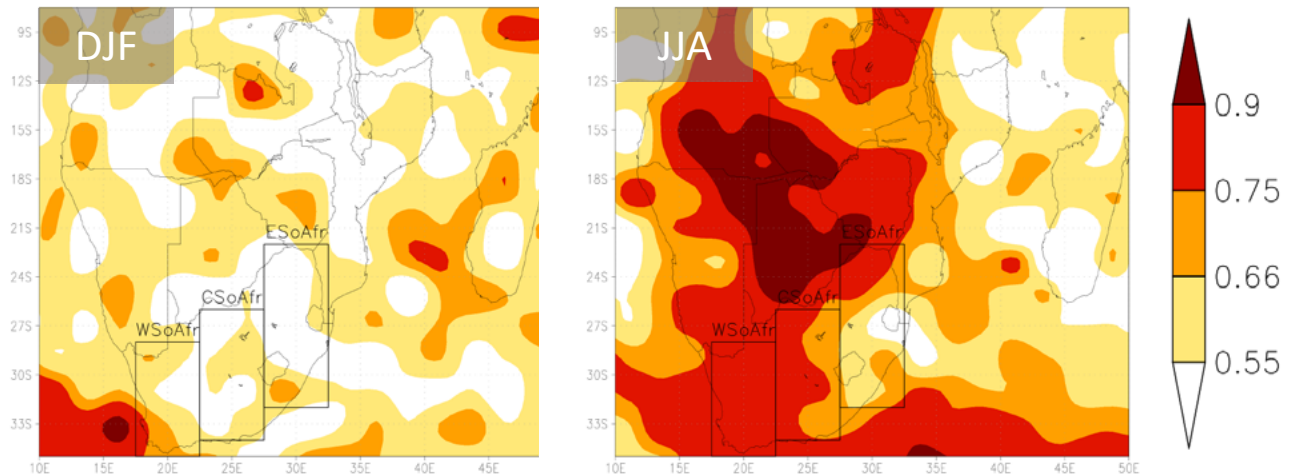 DJF
9S
12S
15S
18S
21S
24S
27S
30S
33S
10E 15E 20E 25E 30E 35E 40E 45E
ESoAfr
CSoAfr
WSoAfr
JJA
9S
12S
15S
18S
21S
24S
27S
30S
33S
10E 15E 20E 25E 30E 35E 40E 45E 50E
ESoAfr
CSoAfr
WSoAfr
0.9
0.75
0.66
0.55